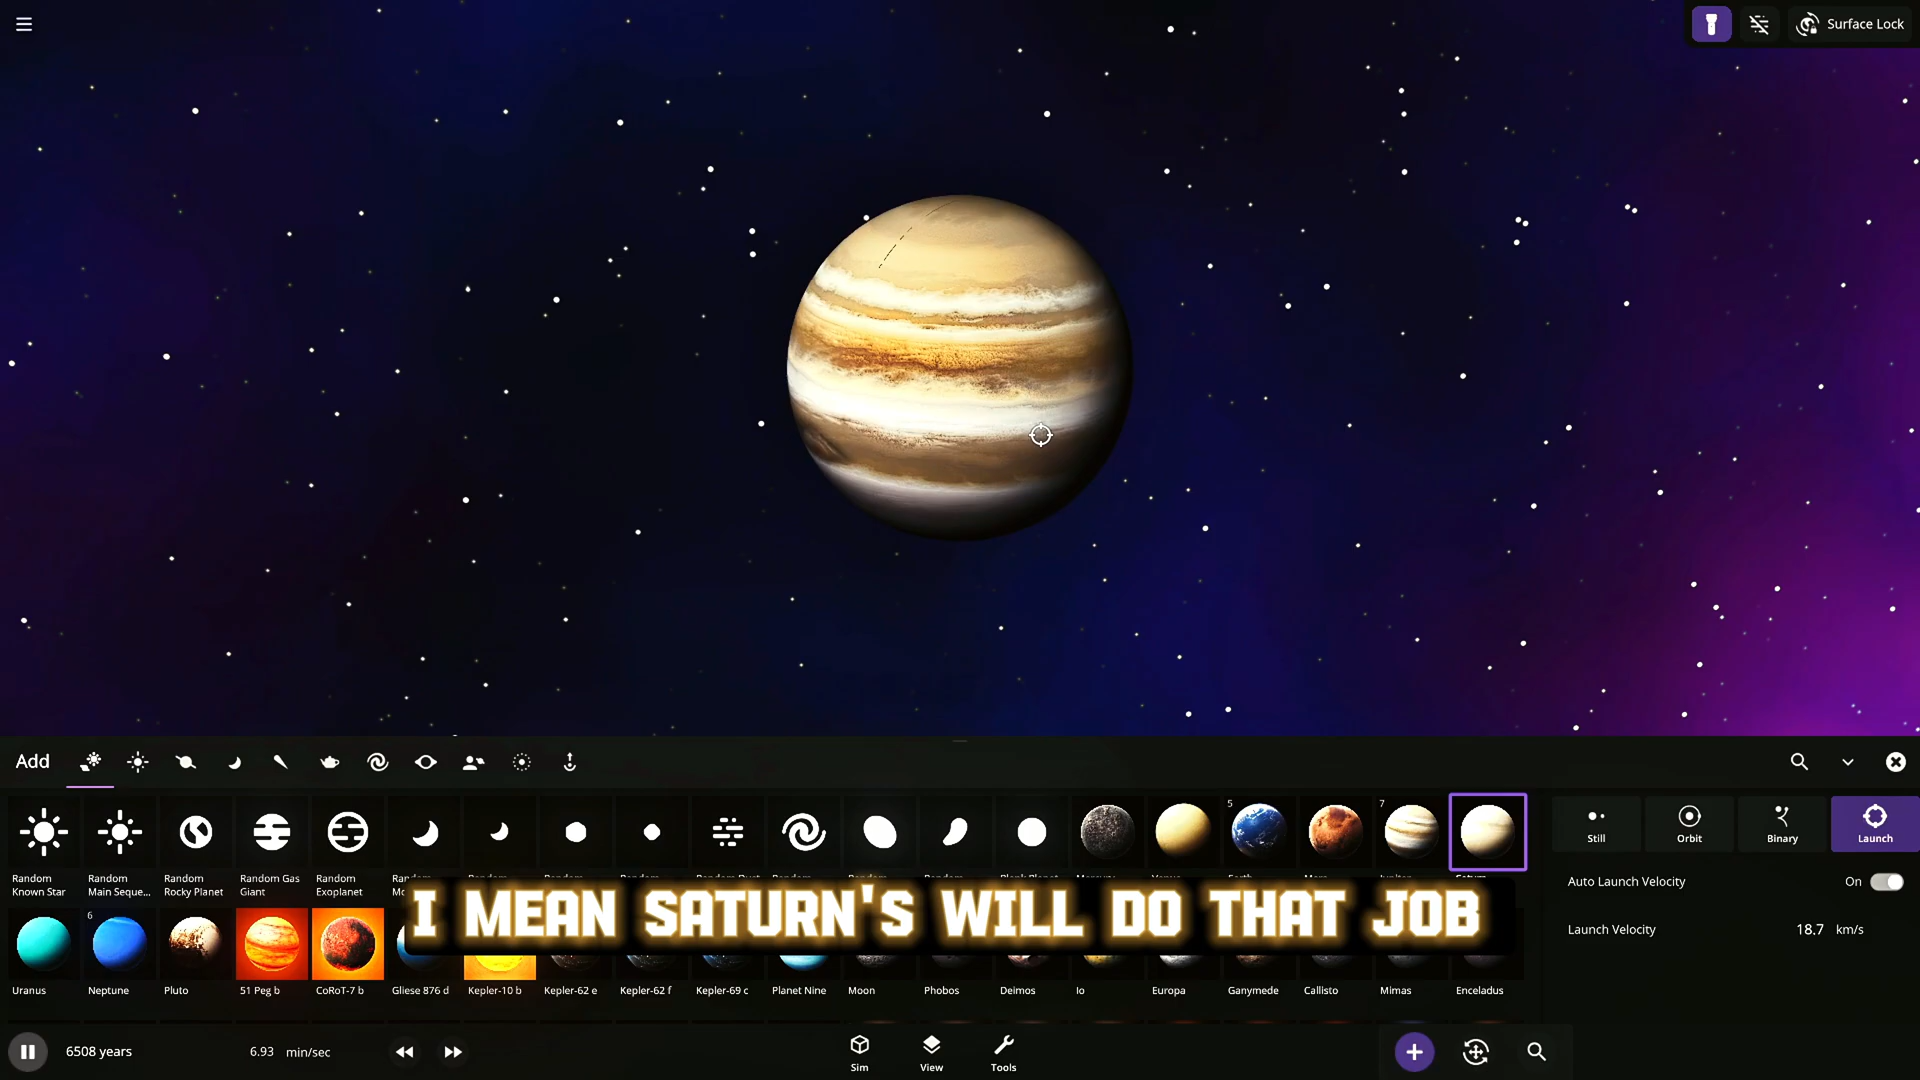 Surface Lock
Add
Random Known Star
Random Main Seque...
Random Rocky Planet
Random Gas Giant
Random Exoplanet
5
7
Still
Orbit
Binary
Launch
Auto Launch Velocity
On
Launch Velocity
18.7 km/s
I MEAN SATURN'S WILL DO THAT JOB
6
Uranus
Neptune
Pluto
51 Peg b
CoRoT-7 b
Gliese 876 d
Kepler-10 b
Kepler-62 e
Kepler-62 f
Kepler-69 c
Planet Nine
Moon
Phobos
Deimos
Io
Europa
Ganymede
Callisto
Mimas
Enceladus
6508 years
6.93 min/sec
Sim
View
Tools